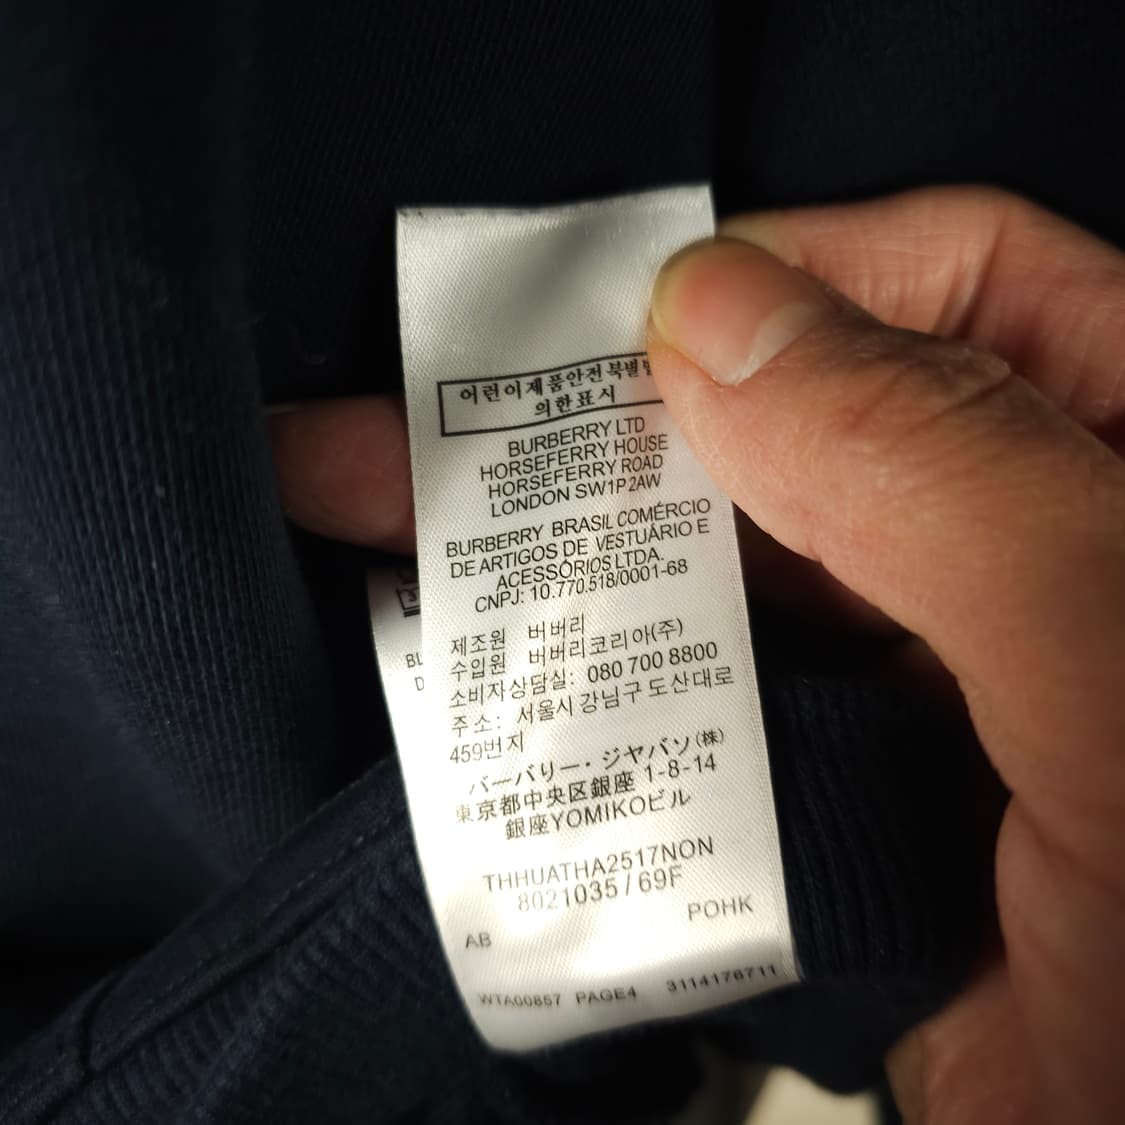 어린이제품안전특별법
의한표시
BURBERRY LTD
HORSEFERRY HOUSE
HORSEFERRY ROAD
LONDON SW1P 2AW
BURBERRY BRASIL COMÉRCIO
DE ARTIGOS DE VESTUÁRIO E
ACESSÓRIOS LTDA.
CNPJ: 10.770.518/0001-68
제조원 버버리
수입원 버버리코리아(주)
소비자상담실: 080 700 8800
주소: 서울시 강남구 도산대로
459번지
バーバリー・ジヤバソ(株)
東京都中央区銀座 1-8-14
銀座YOMIKOビル
THHUATHA2517NON
8021035 / 69F
POHK
AB
WTA00857 PAGE4 3114176711